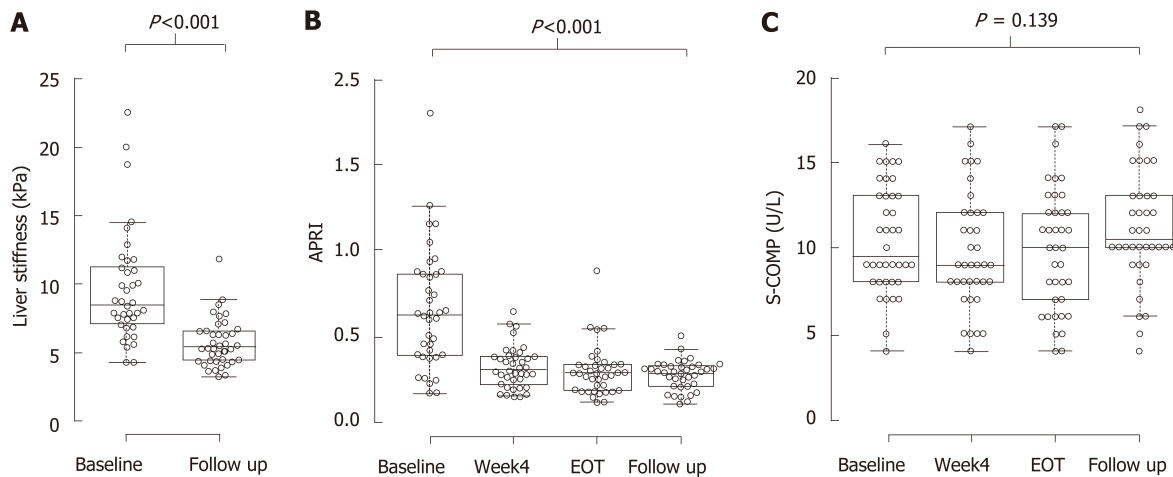 A
P<0.001
Liver stiffness (kPa)
25
20
15
10
5
0
Baseline
Follow up
B
P<0.001
APRI
2.5
1.5
1.0
0.5
0.0
Baseline
Week4
EOT
Follow up
C
P = 0.139
S-COMP (U/L)
20
15
10
5
0
Baseline
Week4
EOT
Follow up